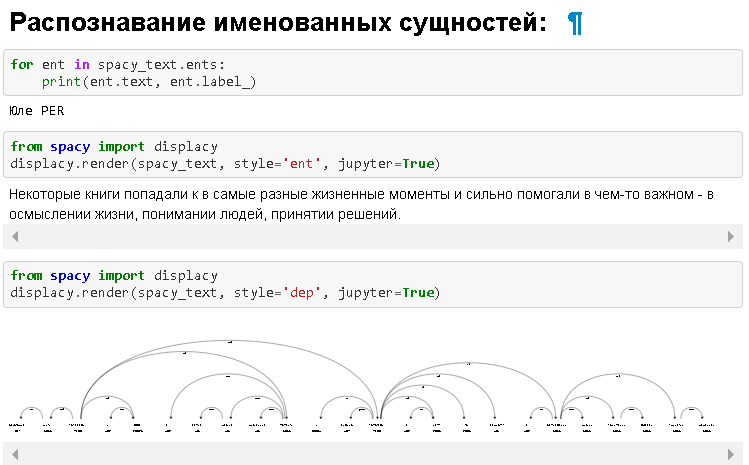 Распознавание именованных сущностей: ¶
for ent in spacy_text.ents:
    print(ent.text, ent.label_)
Юле PER
from spacy import displacy
displacy.render(spacy_text, style='ent', jupyter=True)
Некоторые книги попадали к в самые разные жизненные моменты и сильно помогали в чем-то важном - в
осмыслении жизни, понимании людей, принятии решений.
from spacy import displacy
displacy.render(spacy_text, style='dep', jupyter=True)